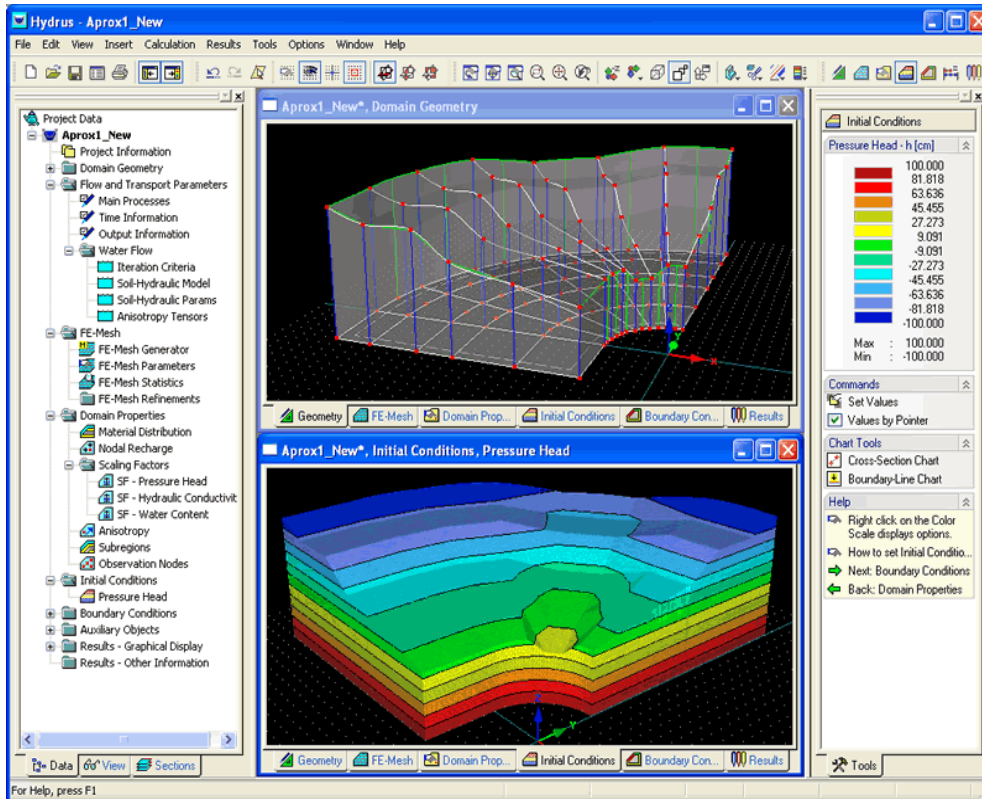 Hydrus - Aprox1_New
File Edit View Insert Calculation Results Tools Options Window Help
Project Data
Aprox1_New
Project Information
Domain Geometry
Flow and Transport Parameters
Main Processes
Time Information
Output Information
Water Flow
Iteration Criteria
Soil-Hydraulic Model
Soil-Hydraulic Params
Anisotropy Tensors
FE-Mesh
FE-Mesh Generator
FE-Mesh Parameters
FE-Mesh Statistics
FE-Mesh Refinements
Domain Properties
Material Distribution
Nodal Recharge
Scaling Factors
SF - Pressure Head
SF - Hydraulic Conductivit
SF - Water Content
Anisotropy
Subregions
Observation Nodes
Initial Conditions
Pressure Head
Boundary Conditions
Auxiliary Objects
Results - Graphical Display
Results - Other Information
Data View Sections
Aprox1_New*, Domain Geometry
X
Y
Geometry FE-Mesh Domain Prop... Initial Conditions Boundary Con... Results
Aprox1_New*, Initial Conditions, Pressure Head
Z
Y
Geometry FE-Mesh Domain Prop... Initial Conditions Boundary Con... Results
Initial Conditions
Pressure Head - h [cm]
100.000
81.818
63.636
45.455
27.273
9.091
-9.091
-27.273
-45.455
-63.636
-81.818
-100.000
Max : 100.000
Min : -100.000
Commands
Set Values
Values by Pointer
Chart Tools
Cross-Section Chart
Boundary-Line Chart
Help
Right click on the Color
Scale displays options.
How to set Initial Conditio...
Next: Boundary Conditions
Back: Domain Properties
Tools
For Help, press F1